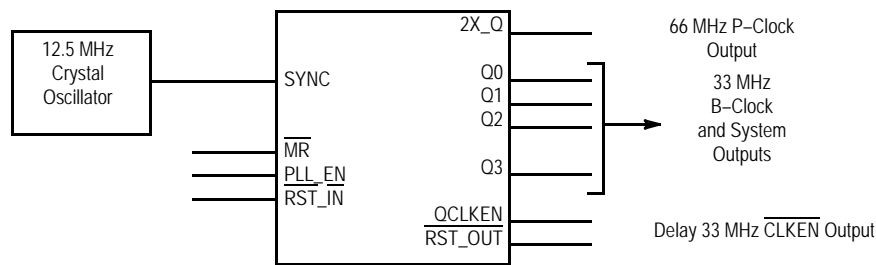 12.5 MHz
Crystal
Oscillator
SYNC
MR
PLL_EN
RST_IN
2X_Q
Q0
Q1
Q2
Q3
QCLKEN
RST_OUT
66 MHz P–Clock
Output
33 MHz
B–Clock
and System
Outputs
Delay 33 MHz CLKEN Output